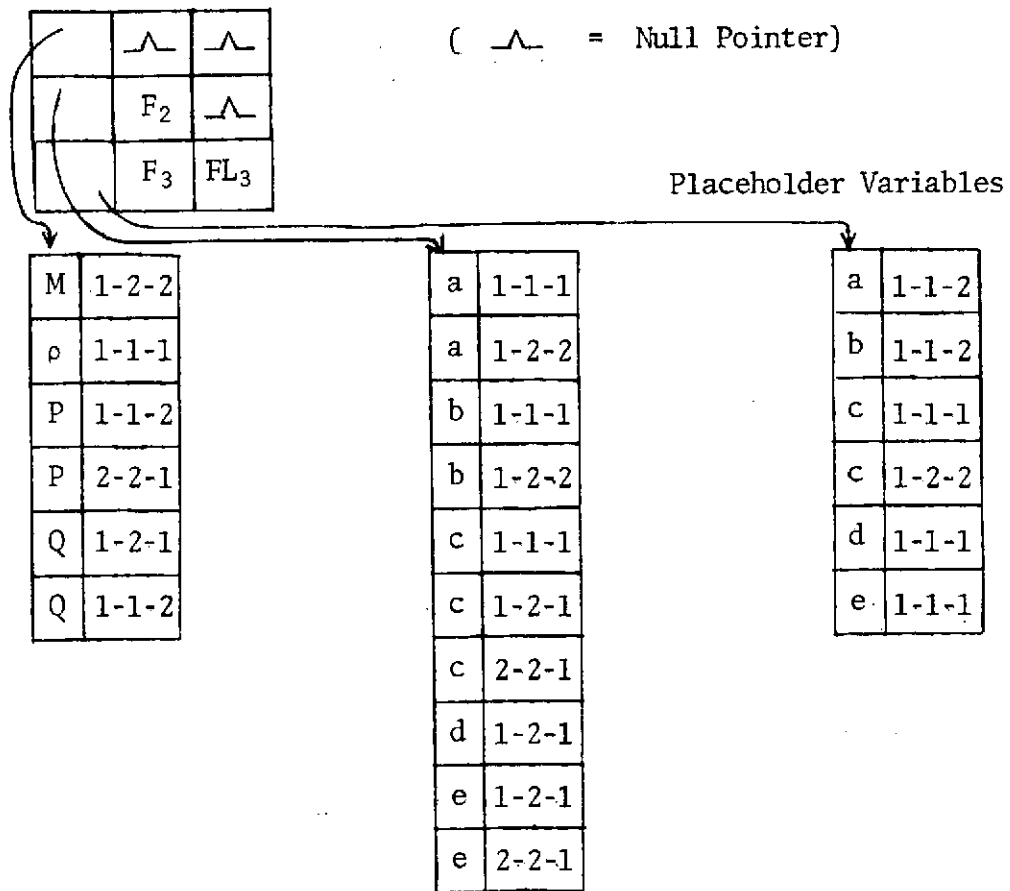 ( ⋏ = Null Pointer)
⋏ ⋏
F₂ ⋏
F₃ FL₃
Placeholder Variables
M 1-2-2
ρ 1-1-1
P 1-1-2
P 2-2-1
Q 1-2-1
Q 1-1-2
a 1-1-1
a 1-2-2
b 1-1-1
b 1-2-2
c 1-1-1
c 1-2-1
c 2-2-1
d 1-2-1
e 1-2-1
e 2-2-1
a 1-1-2
b 1-1-2
c 1-1-1
c 1-2-2
d 1-1-1
e 1-1-1